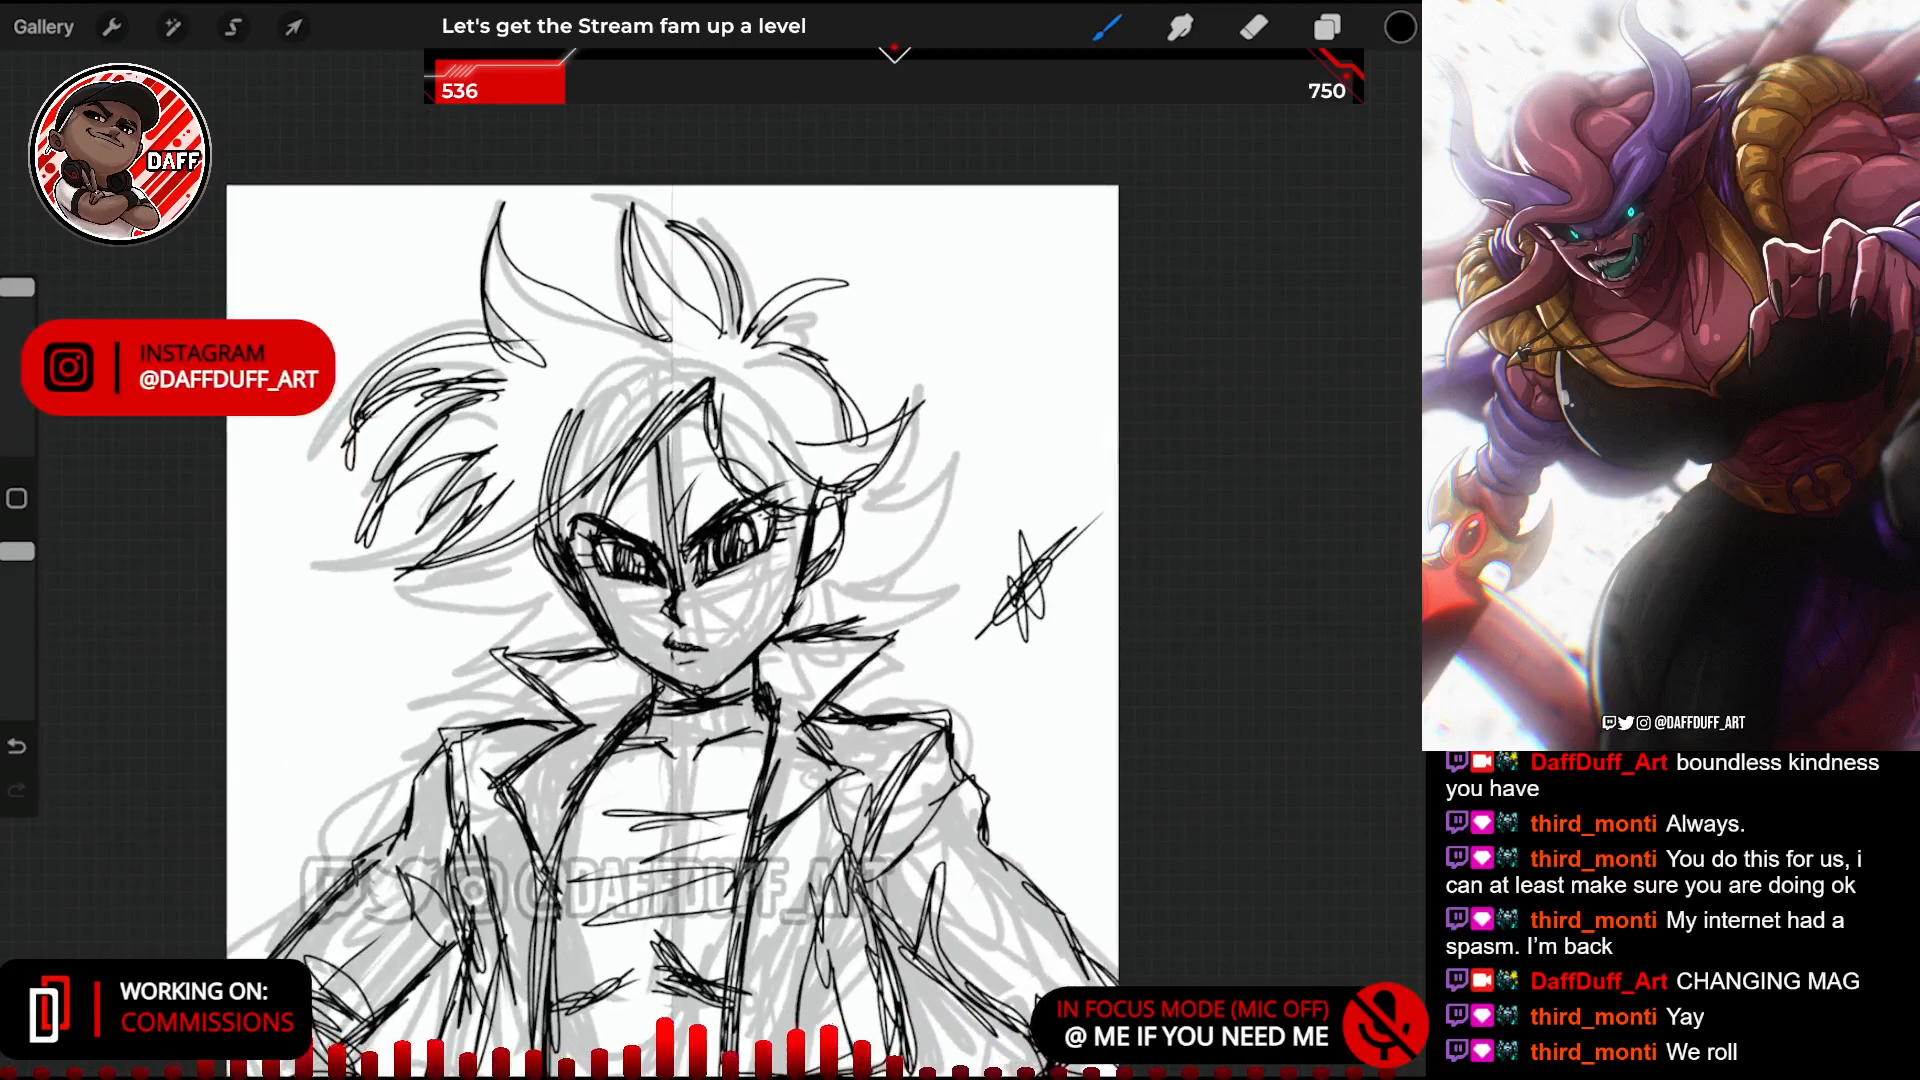 Gallery
Let's get the Stream fam up a level
536
750
DAFF
INSTAGRAM
@DAFFDUFF_ART
@DAFFDUFF_ART
@DAFFDUFF_ART
WORKING ON:
COMMISSIONS
IN FOCUS MODE (MIC OFF)
@ ME IF YOU NEED ME
DaffDuff_Art boundless kindness
you have
third_monti Always.
third_monti You do this for us, i
can at least make sure you are doing ok
third_monti My internet had a
spasm. I'm back
DaffDuff_Art CHANGING MAG
third_monti Yay
third_monti We roll